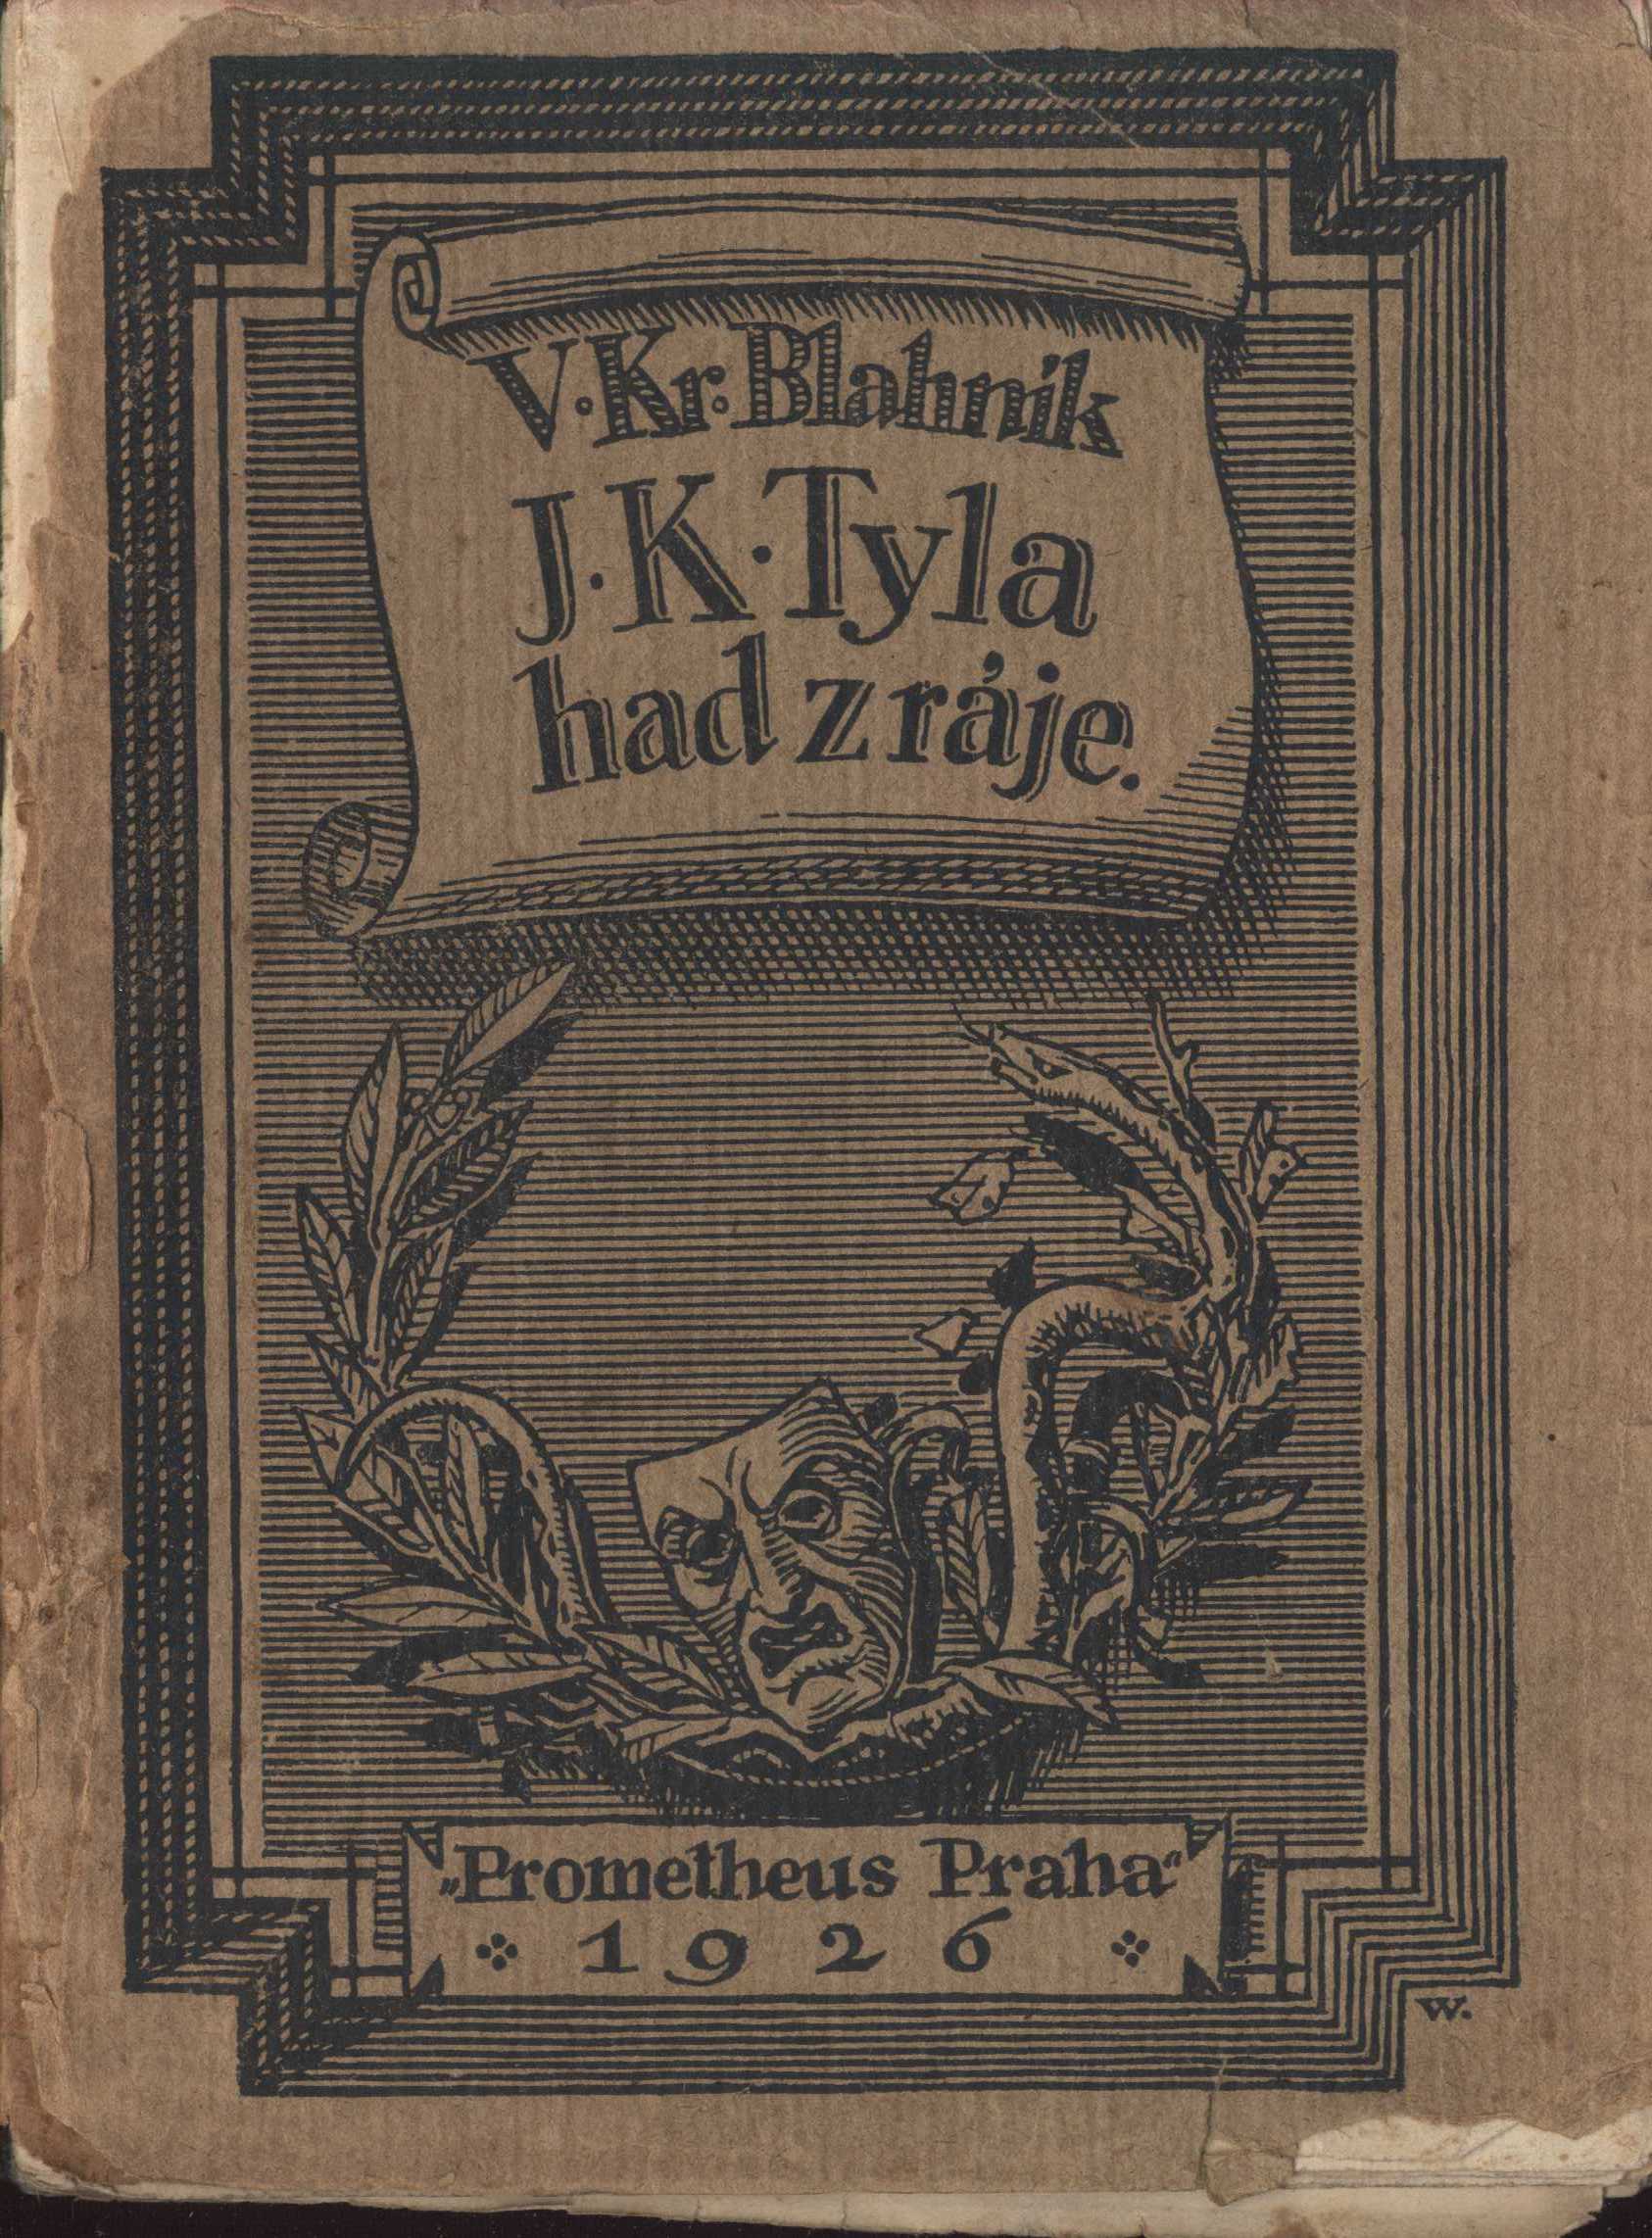 V. Kr. Blahník
J. K. Tyla
had z ráje.
„Prometheus Praha“
1926
W.